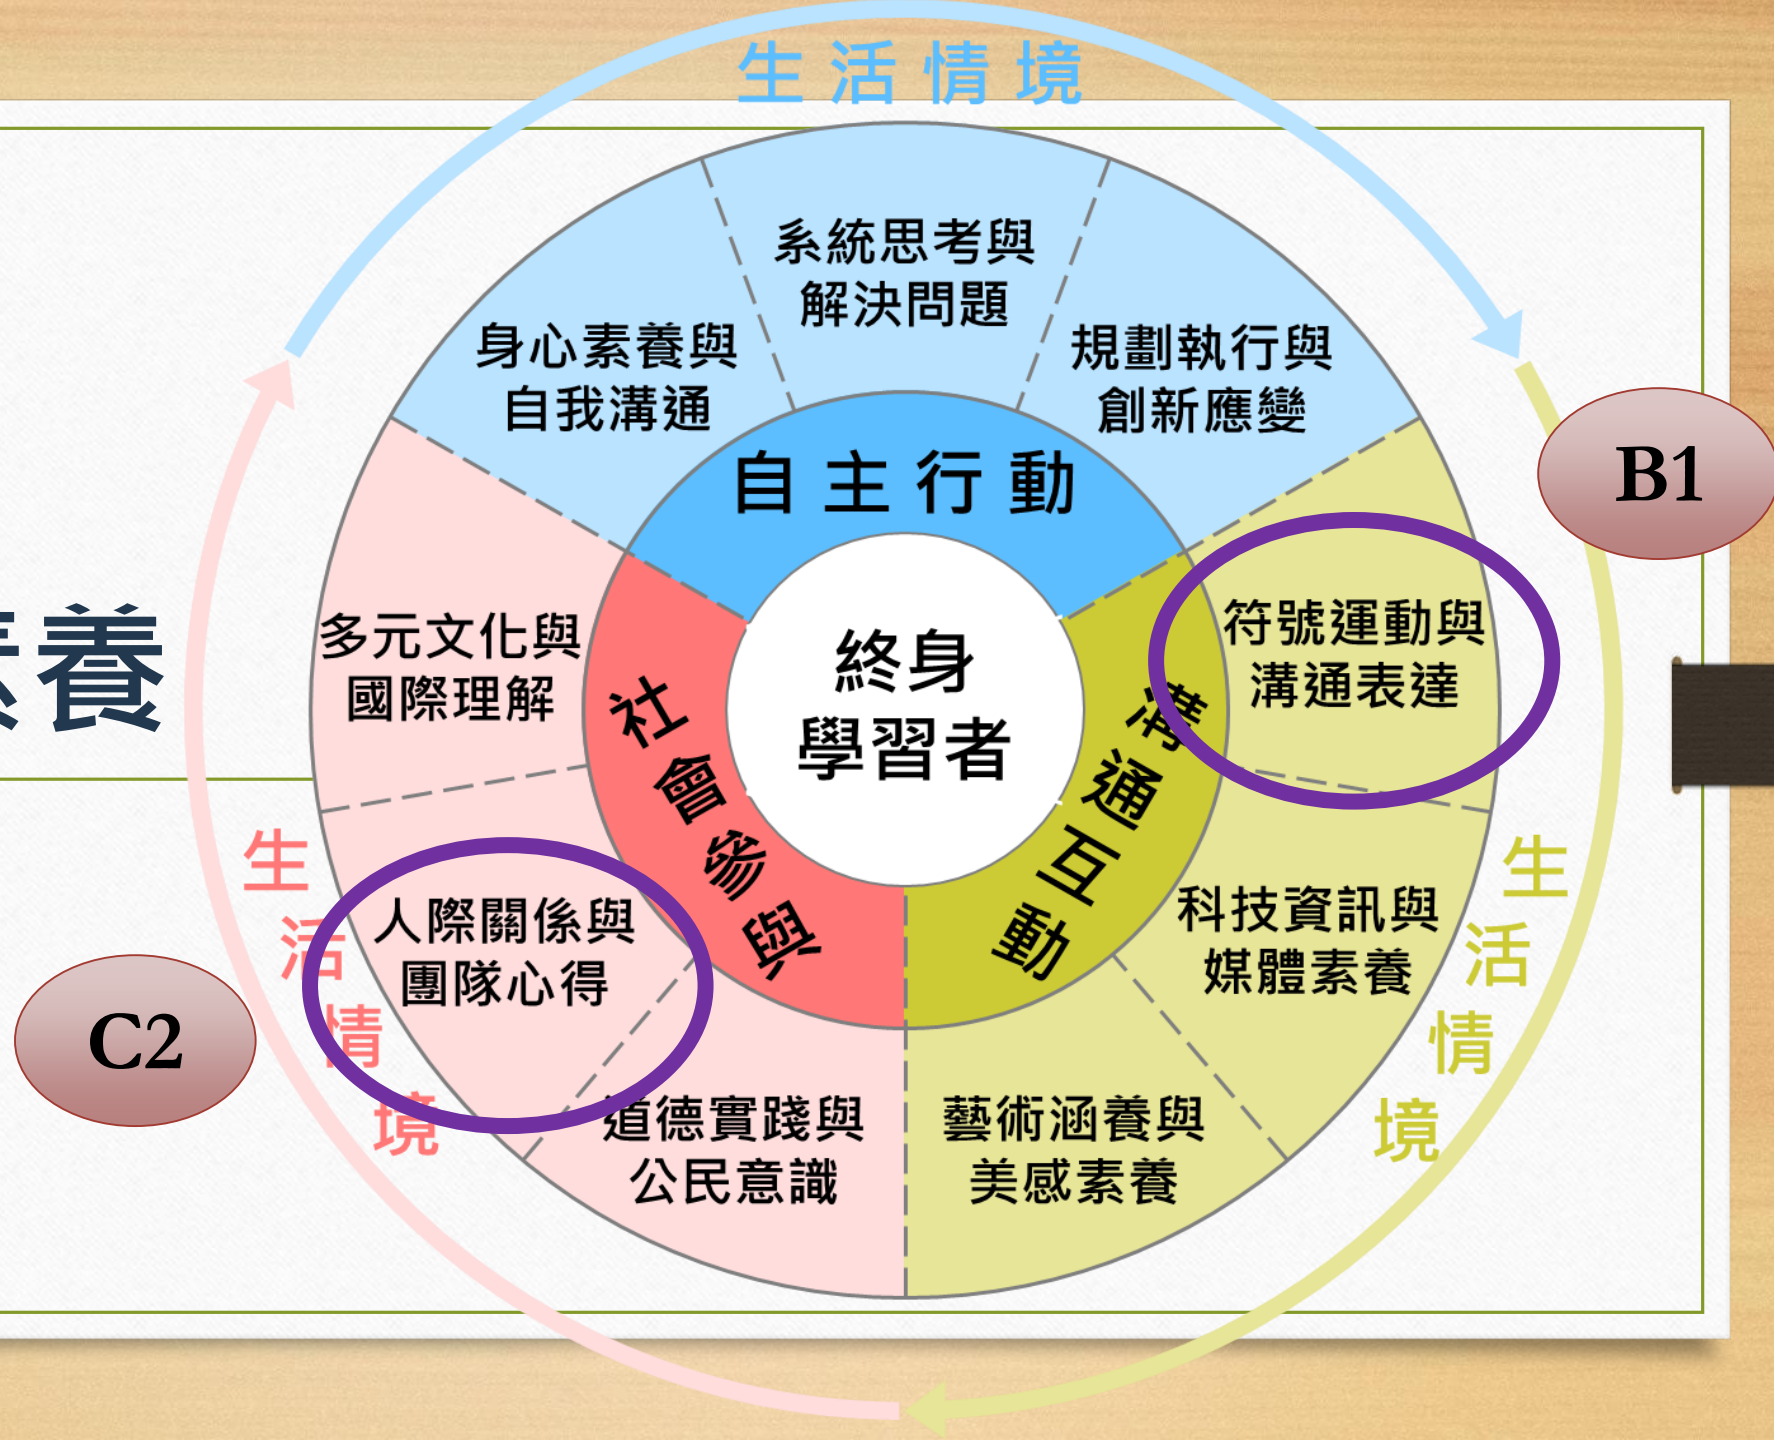 生活情境
系統思考與
解決問題
身心素養與
自我溝通
規劃執行與
創新應變
自主行動
B1
多元文化與
國際理解
符號運動與
溝通表達
養
終身
學習者
社會參與
溝通互動
生活情境
人際關係與
團隊心得
科技資訊與
媒體素養
生活情境
C2
道德實踐與
公民意識
藝術涵養與
美感素養